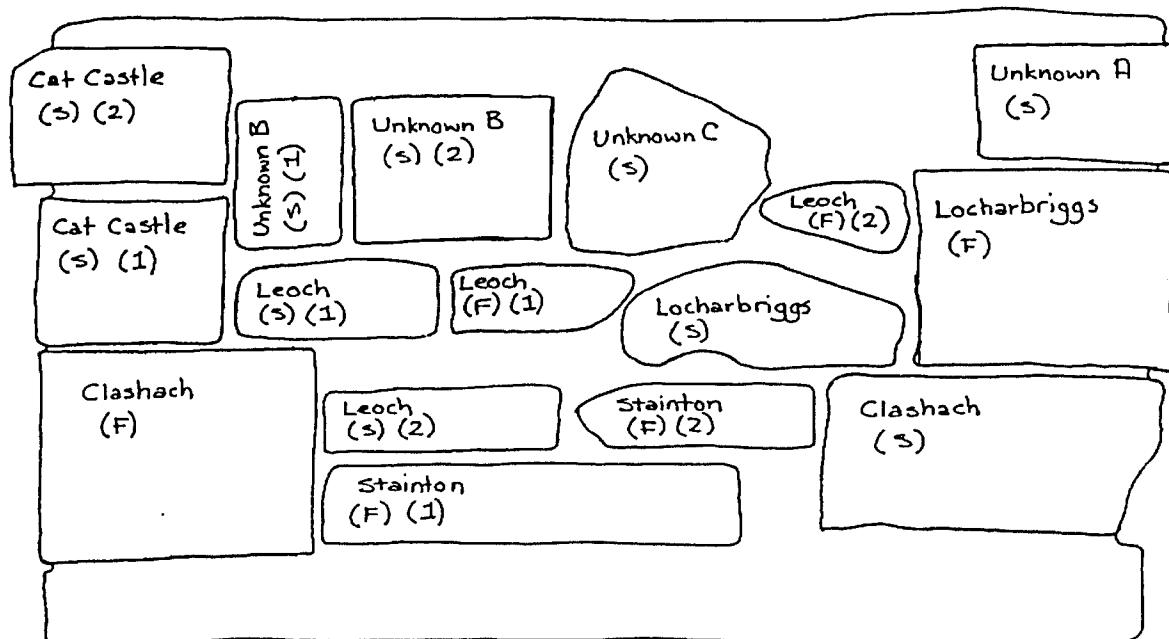 Cat Castle
(S) (2)
Unknown B
(S) (1)
Unknown B
(S) (2)
Unknown C
(S)
Unknown A
(S)
Leoch
(F) (2)
Locharbriggs
(F)
Cat Castle
(S) (1)
Leoch
(S) (1)
Leoch
(F) (1)
Locharbriggs
(S)
Clashach
(F)
Leoch
(S) (2)
Stainton
(F) (2)
Clashach
(S)
Stainton
(F) (1)